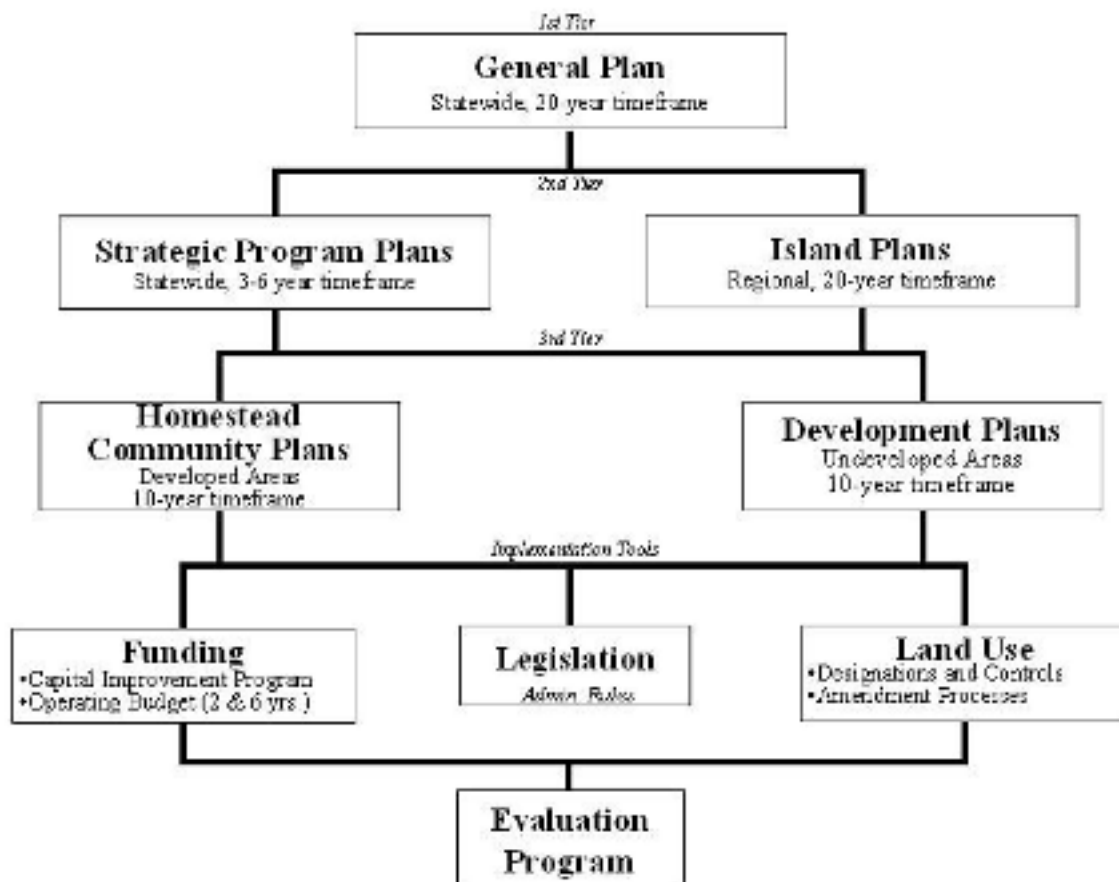 1st Tier
General Plan
Statewide, 20-year timeframe
2nd Tier
Strategic Program Plans
Statewide, 3-6 year timeframe
Island Plans
Regional, 20-year timeframe
3rd Tier
Homestead
Community Plans
Developed Areas
10-year timeframe
Development Plans
Undeveloped Areas
10-year timeframe
Implementation Tools
Funding
•Capital Improvement Program
•Operating Budget (2 & 6 yrs.)
Legislation
Admin. Rules
Land Use
•Designations and Controls
•Amendment Processes
Evaluation
Program